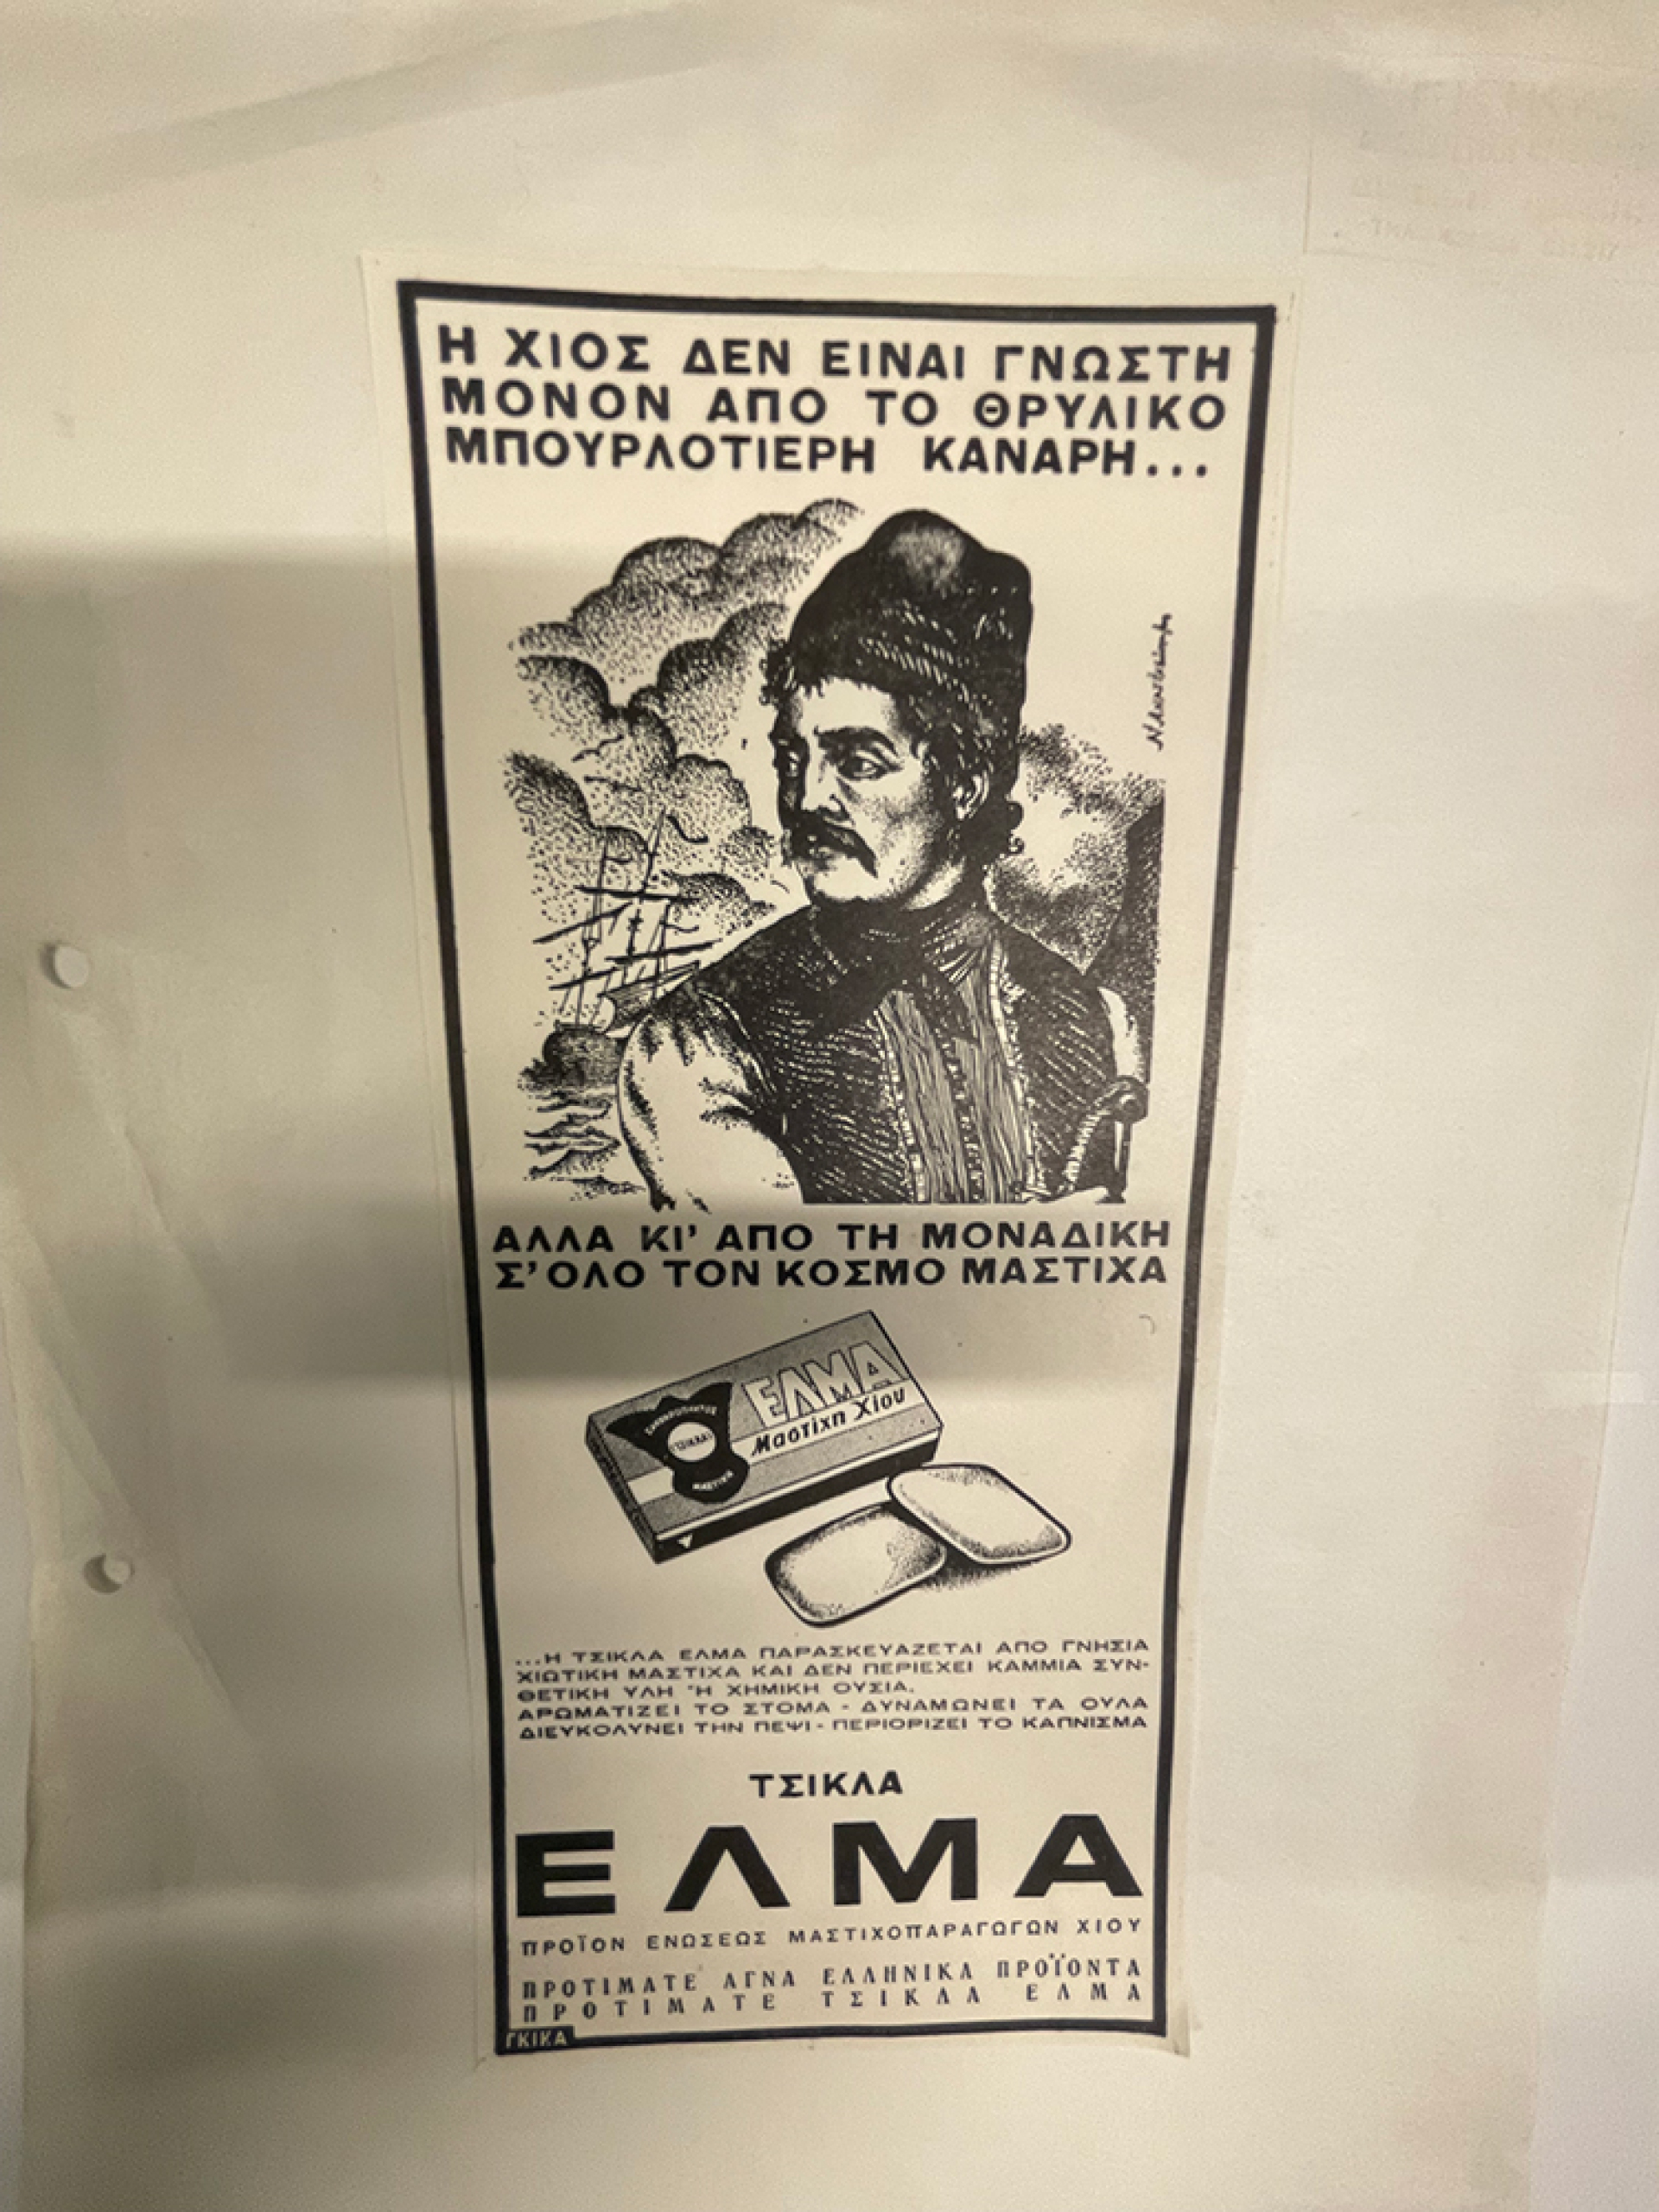 Η ΧΙΟΣ ΔΕΝ ΕΙΝΑΙ ΓΝΩΣΤΗ
ΜΟΝΟΝ ΑΠΟ ΤΟ ΘΡΥΛΙΚΟ
ΜΠΟΥΡΛΟΤΙΕΡΗ ΚΑΝΑΡΗ...
ΑΛΛΑ ΚΙ' ΑΠΟ ΤΗ ΜΟΝΑΔΙΚΗ
Σ'ΟΛΟ ΤΟΝ ΚΟΣΜΟ ΜΑΣΤΙΧΑ
ΕΛΜΑ
Μαστίχη Χίου
ΤΣΙΚΛΑ
ΜΑΣΤΙΧΑ
...Η ΤΣΙΚΛΑ ΕΛΜΑ ΠΑΡΑΣΚΕΥΑΖΕΤΑΙ ΑΠΟ ΓΝΗΣΙΑ
ΧΙΩΤΙΚΗ ΜΑΣΤΙΧΑ ΚΑΙ ΔΕΝ ΠΕΡΙΕΧΕΙ ΚΑΜΜΙΑ ΣΥΝ-
ΘΕΤΙΚΗ ΥΛΗ Ή ΧΗΜΙΚΗ ΟΥΣΙΑ.
ΑΡΩΜΑΤΙΖΕΙ ΤΟ ΣΤΟΜΑ - ΔΥΝΑΜΩΝΕΙ ΤΑ ΟΥΛΑ
ΔΙΕΥΚΟΛΥΝΕΙ ΤΗΝ ΠΕΨΙ - ΠΕΡΙΟΡΙΖΕΙ ΤΟ ΚΑΠΝΙΣΜΑ
ΤΣΙΚΛΑ
ΕΛΜΑ
ΠΡΟΪΟΝ ΕΝΩΣΕΩΣ ΜΑΣΤΙΧΟΠΑΡΑΓΩΓΩΝ ΧΙΟΥ
ΠΡΟΤΙΜΑΤΕ ΑΓΝΑ ΕΛΛΗΝΙΚΑ ΠΡΟΪΟΝΤΑ
ΠΡΟΤΙΜΑΤΕ ΤΣΙΚΛΑ ΕΛΜΑ
ΓΚΙΚΑ